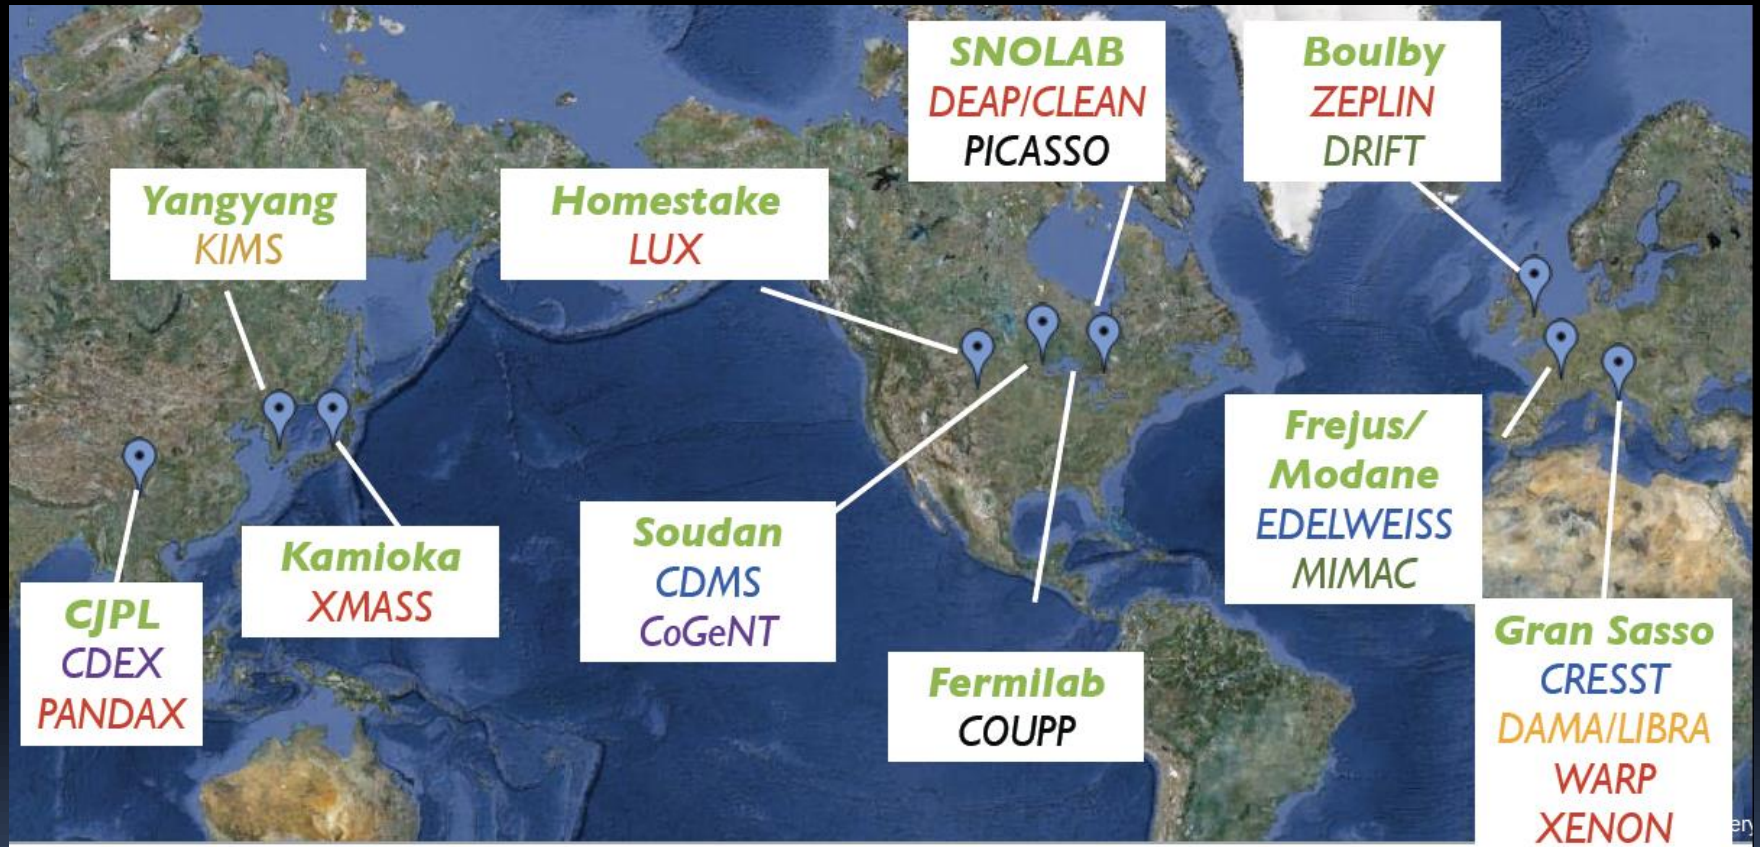 SNOLAB
DEAP/CLEAN
PICASSO
Boulby
ZEPLIN
DRIFT
Yangyang
KIMS
Homestake
LUX
Frejus/
Modane
EDELWEISS
MIMAC
Soudan
CDMS
CoGeNT
Kamioka
XMASS
CJPL
CDEX
PANDAX
Fermilab
COUPP
Gran Sasso
CRESST
DAMA/LIBRA
WARP
XENON